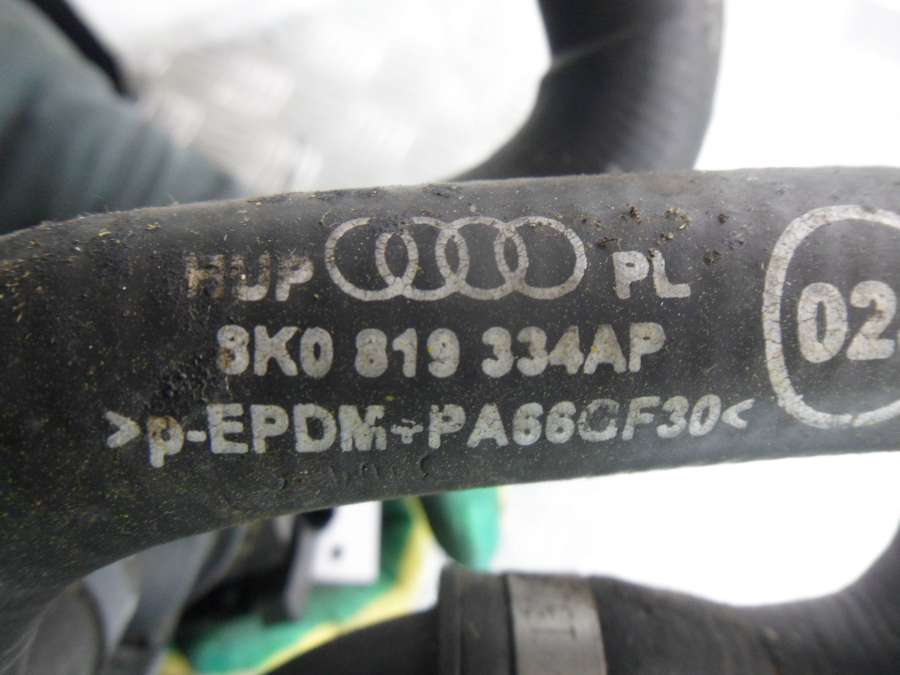 HUP PL
8K0 819 334AP
>p-EPDM+PA66GF30<
02